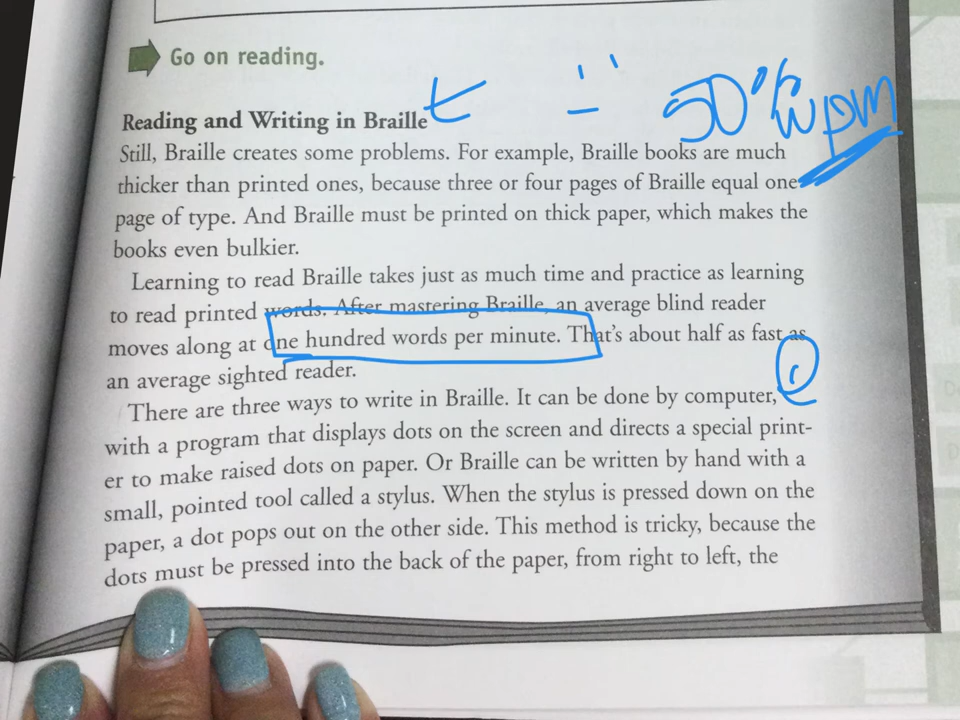 Go on reading.
Reading and Writing in Braille
50% wpm
Still, Braille creates some problems. For example, Braille books are much
thicker than printed ones, because three or four pages of Braille equal one
page of type. And Braille must be printed on thick paper, which makes the
books even bulkier.
Learning to read Braille takes just as much time and practice as learning
to read printed words. After mastering Braille, an average blind reader
moves along at one hundred words per minute. That's about half as fast as
an average sighted reader.
There are three ways to write in Braille. It can be done by computer,
with a program that displays dots on the screen and directs a special print-
er to make raised dots on paper. Or Braille can be written by hand with a
small, pointed tool called a stylus. When the stylus is pressed down on the
paper, a dot pops out on the other side. This method is tricky, because the
dots must be pressed into the back of the paper, from right to left, the